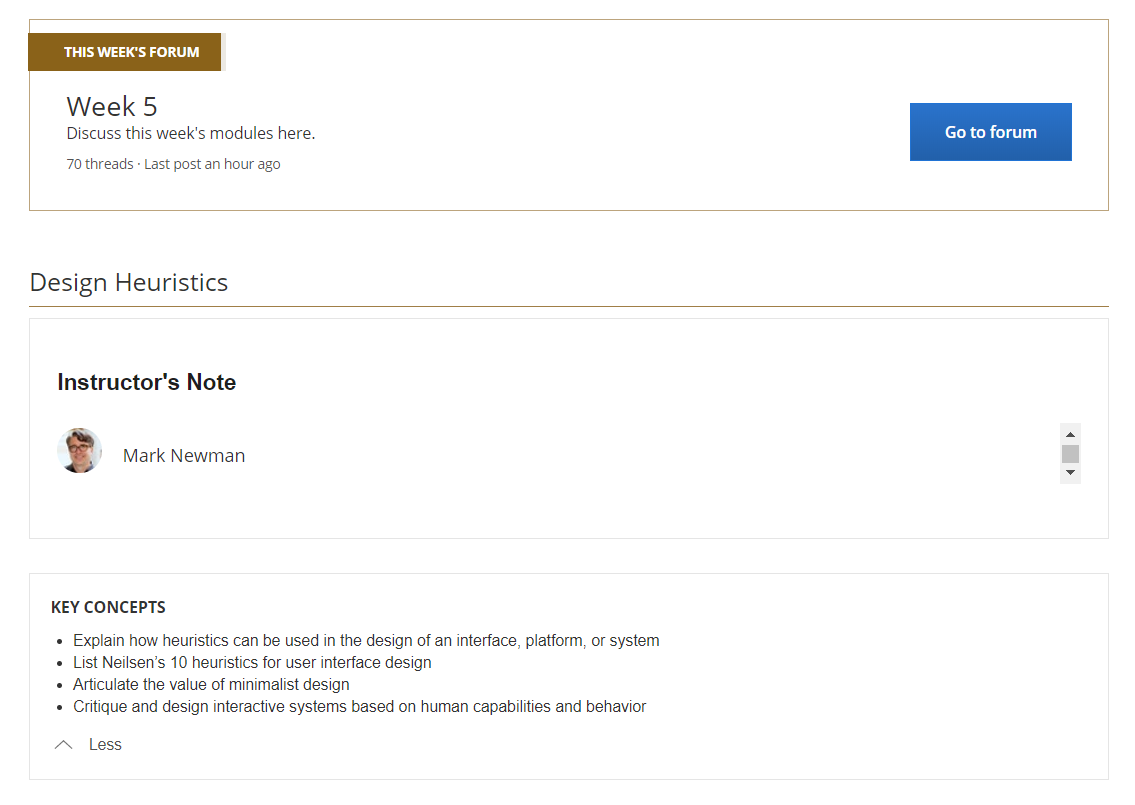 THIS WEEK'S FORUM
Week 5
Discuss this week's modules here.
70 threads · Last post an hour ago
Go to forum
Design Heuristics
Instructor's Note
Mark Newman
KEY CONCEPTS
• Explain how heuristics can be used in the design of an interface, platform, or system
• List Neilsen’s 10 heuristics for user interface design
• Articulate the value of minimalist design
• Critique and design interactive systems based on human capabilities and behavior
Less